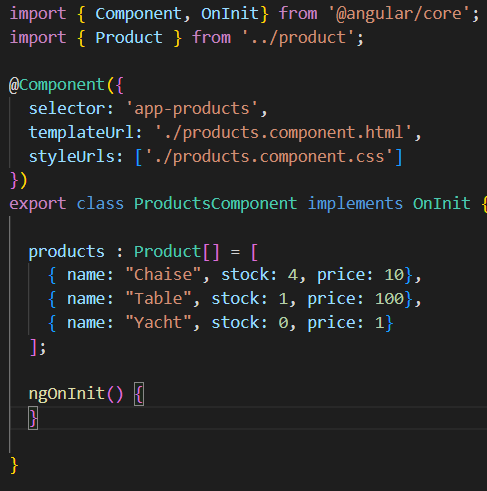 import { Component, OnInit} from '@angular/core';
import { Product } from '../product';
@Component({
selector: 'app-products',
templateUrl: './products.component.html',
styleUrls: ['./products.component.css']
})
export class ProductsComponent implements OnInit {
products : Product[] = [
{ name: "Chaise", stock: 4, price: 10},
{ name: "Table", stock: 1, price: 100},
{ name: "Yacht", stock: 0, price: 1}
];
ngOnInit() {
}
}